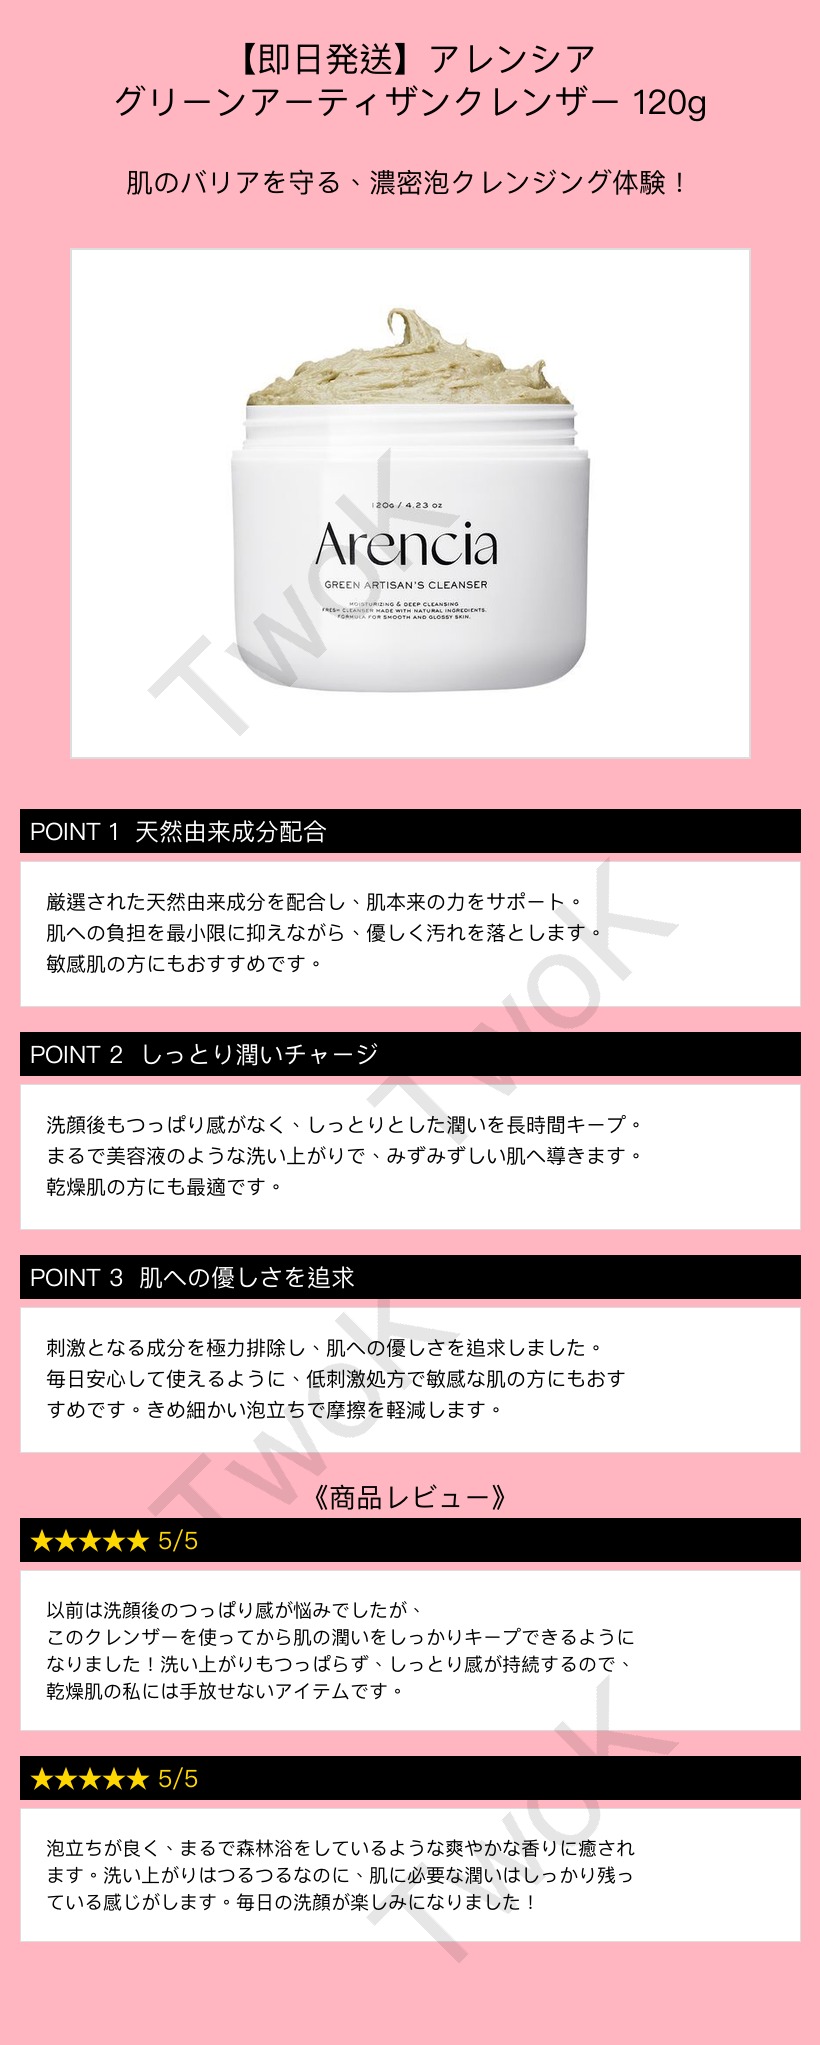 【即日発送】アレンシア
グリーンアーティザンクレンザー 120g
肌のバリアを守る、濃密泡クレンジング体験！
120g / 4.23 oz
Arencia
GREEN ARTISAN'S CLEANSER
MOISTURIZING & DEEP CLEANSING
FRESH CLEANSER MADE WITH NATURAL INGREDIENTS.
FORMULA FOR SMOOTH AND GLOSSY SKIN.
TwoK
POINT 1 天然由来成分配合
厳選された天然由来成分を配合し、肌本来の力をサポート。
肌への負担を最小限に抑えながら、優しく汚れを落とします。
敏感肌の方にもおすすめです。
TwoK
POINT 2 しっとり潤いチャージ
洗顔後もつっぱり感がなく、しっとりとした潤いを長時間キープ。
まるで美容液のような洗い上がりで、みずみずしい肌へ導きます。
乾燥肌の方にも最適です。
POINT 3 肌への優しさを追求
刺激となる成分を極力排除し、肌への優しさを追求しました。
毎日安心して使えるように、低刺激処方で敏感な肌の方にもおす
すめです。きめ細かい泡立ちで摩擦を軽減します。
TwoK
《商品レビュー》
★★★★★ 5/5
以前は洗顔後のつっぱり感が悩みでしたが、
このクレンザーを使ってから肌の潤いをしっかりキープできるように
なりました！洗い上がりもつっぱらず、しっとり感が持続するので、
乾燥肌の私には手放せないアイテムです。
★★★★★ 5/5
泡立ちが良く、まるで森林浴をしているような爽やかな香りに癒され
ます。洗い上がりはつるつるなのに、肌に必要な潤いはしっかり残っ
ている感じがします。毎日の洗顔が楽しみになりました！
TwoK